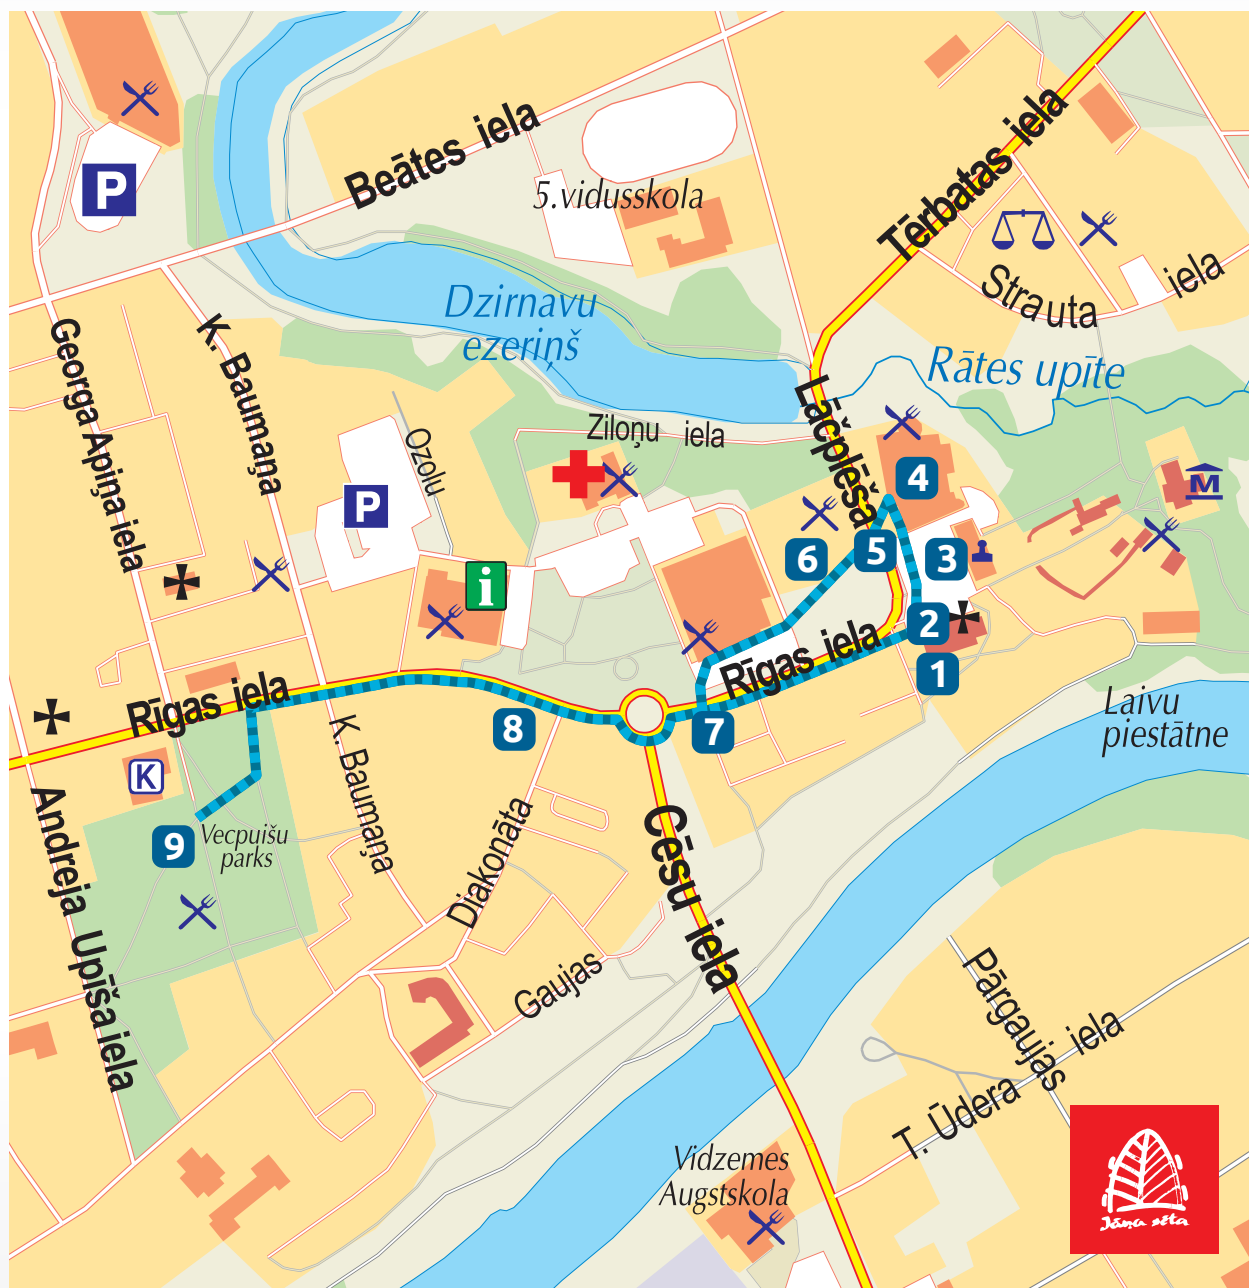 Beātes iela
P
5.vidusskola
Tērbatas iela
Strauta iela
Dzirnavu
ezeriņš
Rātes upīte
Georga Apiņa iela
K. Baumaņa
Lāčplēša
Ziloņu iela
Ozolu
4
M
P
5
6
3
i
2
1
Rīgas iela
Rīgas iela
7
8
Laivu
piestātne
K
K. Baumaņa
9
Vecpuišu
parks
Andreja Upīša iela
Diakonāta
Cēsu iela
Gaujas
Pārgaujas iela
T. Ūdera
Vidzemes
Augstskola
Jāņa sēta